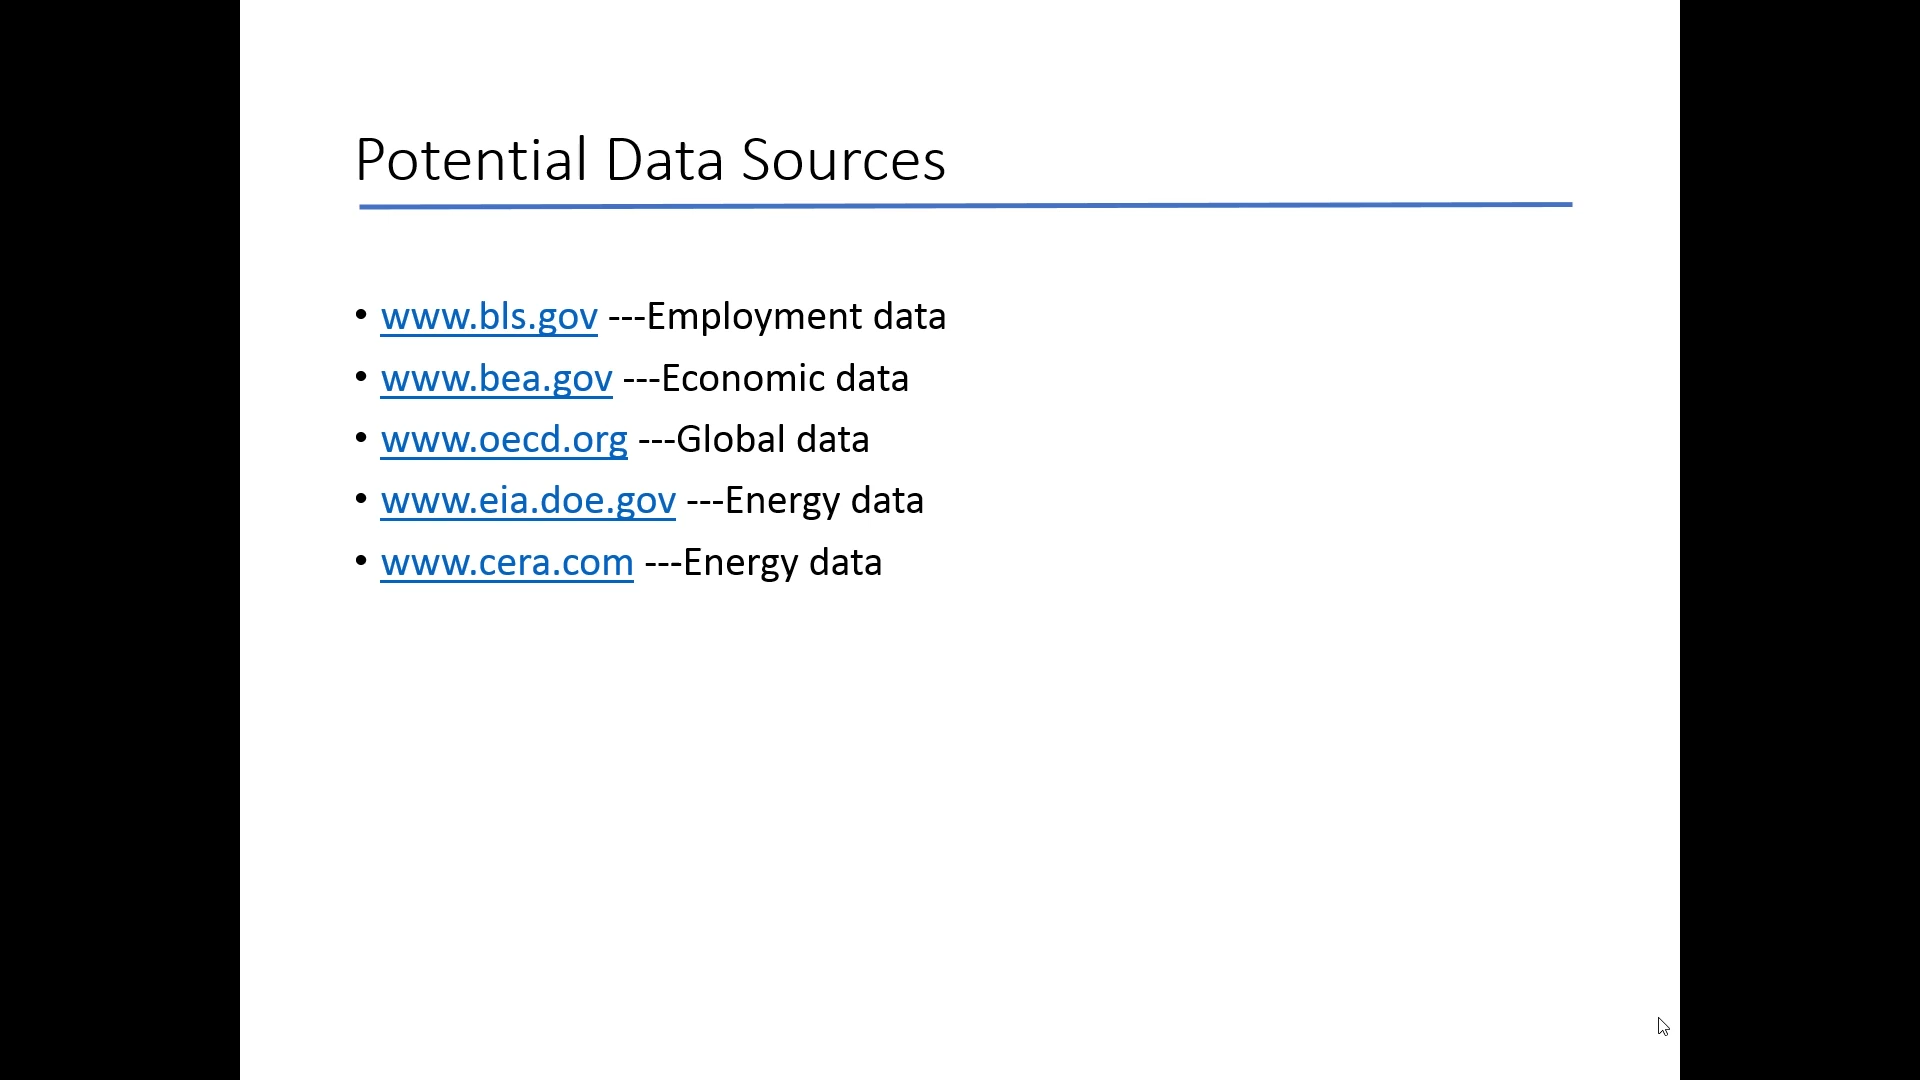 Potential Data Sources
• www.bls.gov ---Employment data
• www.bea.gov ---Economic data
• www.oecd.org ---Global data
• www.eia.doe.gov ---Energy data
• www.cera.com ---Energy data